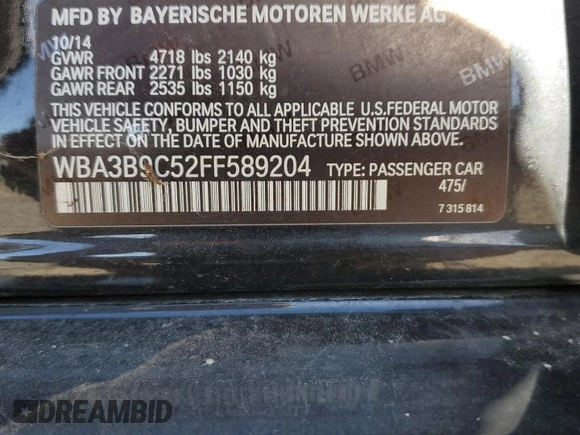 MFD BY BAYERISCHE MOTOREN WERKE AG
10/14
GVWR 4718 lbs 2140 kg
GAWR FRONT 2271 lbs 1030 kg
GAWR REAR 2535 lbs 1150 kg
THIS VEHICLE CONFORMS TO ALL APPLICABLE U.S.FEDERAL MOTOR
VEHICLE SAFETY, BUMPER AND THEFT PREVENTION STANDARDS
IN EFFECT ON THE DATE OF MANUFACTURE SHOWN ABOVE.
WBA3B9C52FF589204 TYPE: PASSENGER CAR
475/
7 315 814
BMW
BMW
DREAMBID